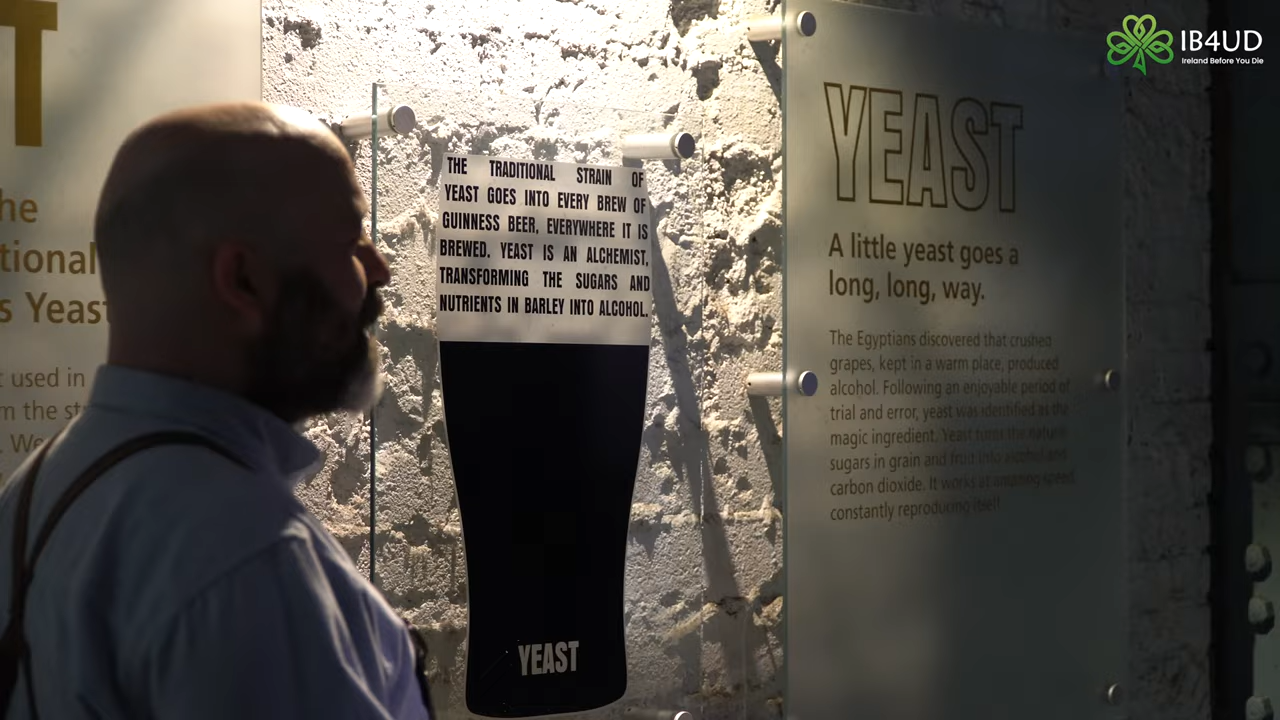 T
he
tional
s Yeast
t used in
m the st
. We
THE TRADITIONAL STRAIN OF
YEAST GOES INTO EVERY BREW OF
GUINNESS BEER, EVERYWHERE IT IS
BREWED. YEAST IS AN ALCHEMIST,
TRANSFORMING THE SUGARS AND
NUTRIENTS IN BARLEY INTO ALCOHOL.
YEAST
YEAST
A little yeast goes a
long, long, way.
The Egyptians discovered that crushed
grapes, kept in a warm place, produced
alcohol. Following an enjoyable period of
trial and error, yeast was identified as the
magic ingredient. Yeast turns the natural
sugars in grain and fruit into alcohol and
carbon dioxide. It works at amazing speed,
constantly reproducing itself.
IB4UD
Ireland Before You Die